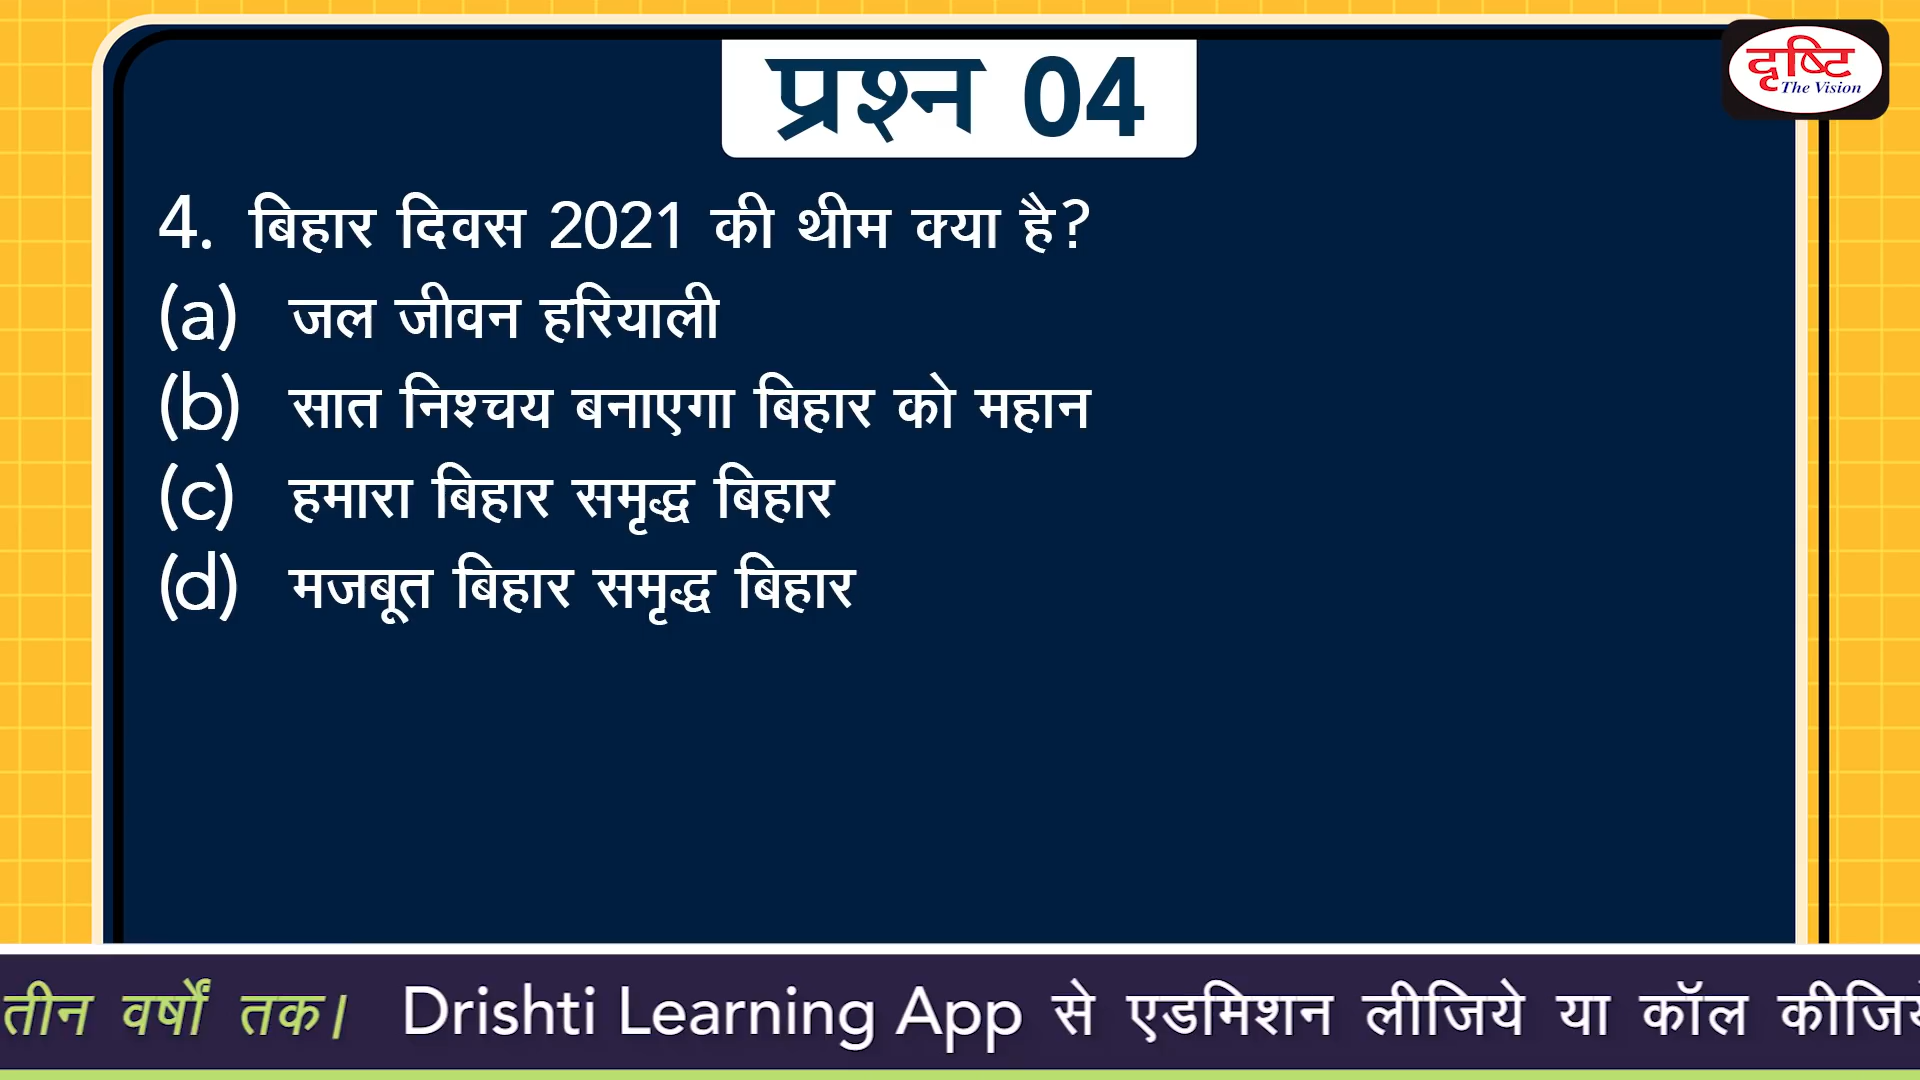 प्रश्न 04
दृष्टि
The Vision
4. बिहार दिवस 2021 की थीम क्या है?
(a) जल जीवन हरियाली
(b) सात निश्चय बनाएगा बिहार को महान
(c) हमारा बिहार समृद्ध बिहार
(d) मजबूत बिहार समृद्ध बिहार
तीन वर्षों तक। Drishti Learning App से एडमिशन लीजिये या कॉल कीजिये